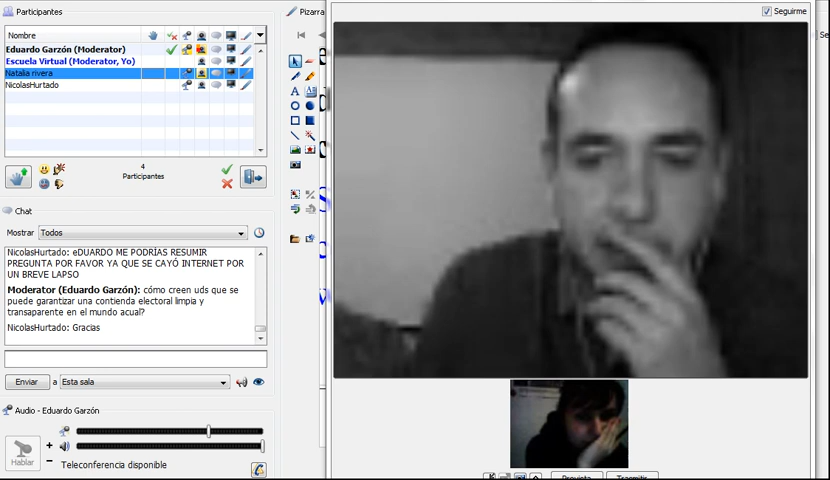 Participantes
Nombre
Eduardo Garzón (Moderator)
Escuela Virtual (Moderator, Yo)
Natalia rivera
NicolasHurtado
4
Participantes
Chat
Mostrar Todos
NicolasHurtado: eDUARDO ME PODRÍAS RESUMIR
PREGUNTA POR FAVOR YA QUE SE CAYÓ INTERNET POR
UN BREVE LAPSO
Moderator (Eduardo Garzón): cómo creen uds que se
puede garantizar una contienda electoral limpia y
transaparente en el mundo acual?
NicolasHurtado: Gracias
Enviar a Esta sala
Audio - Eduardo Garzón
Hablar
Teleconferencia disponible
Pizarra
Seguirme